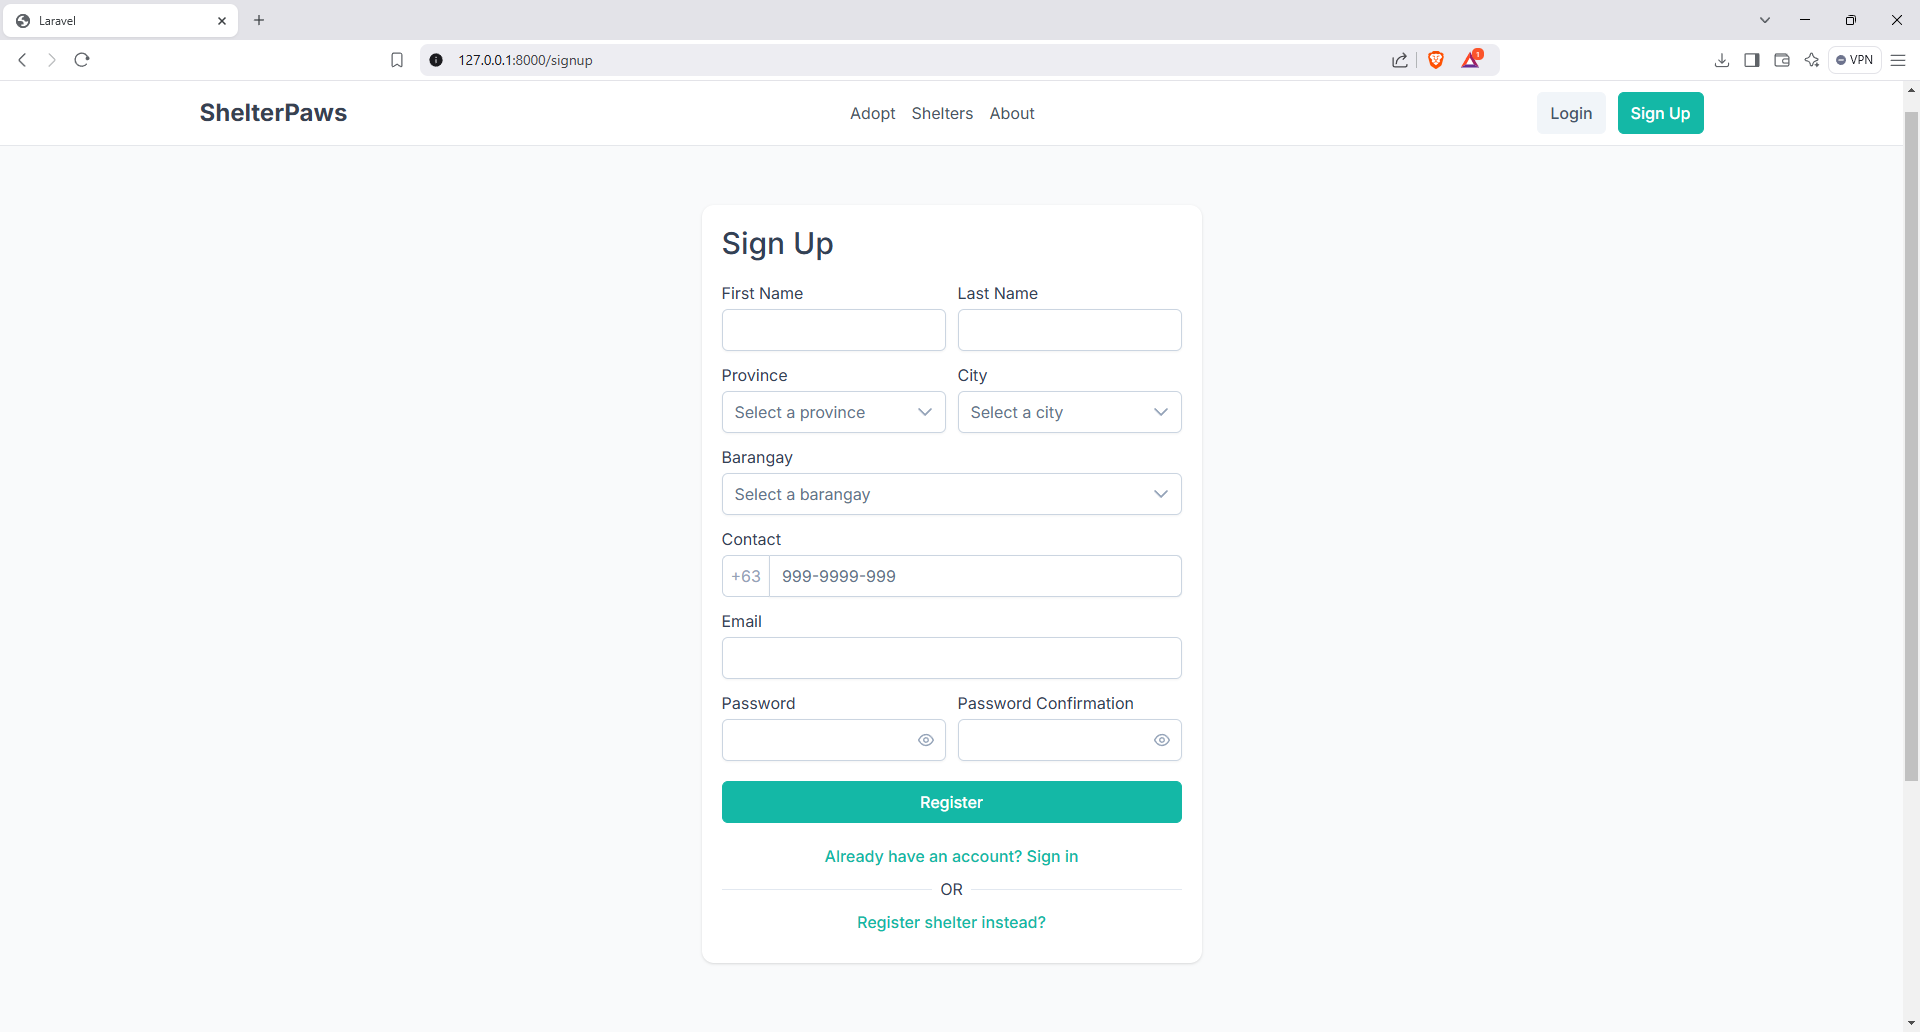 Laravel
127.0.0.1:8000/signup
1
VPN
ShelterPaws
Adopt Shelters About
Login
Sign Up
Sign Up
First Name Last Name
Province City
Select a province Select a city
Barangay
Select a barangay
Contact
+63 999-9999-999
Email
Password Password Confirmation
Register
Already have an account? Sign in
OR
Register shelter instead?